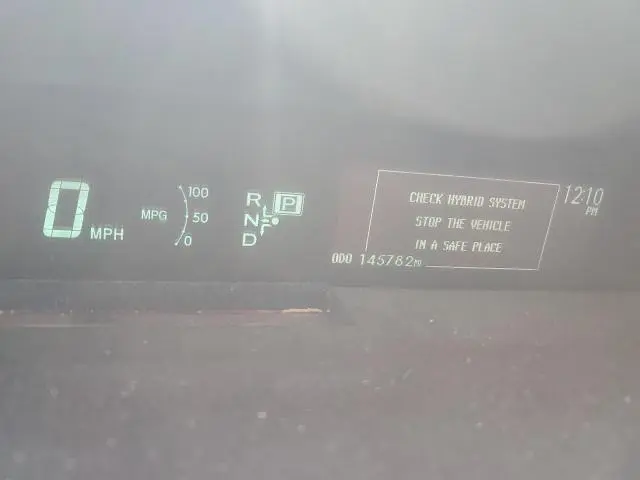 0 MPH
MPG
100
50
0
R
N
D
P
CHECK HYBRID SYSTEM
STOP THE VEHICLE
IN A SAFE PLACE
ODO 145782 MI
12:10
PM